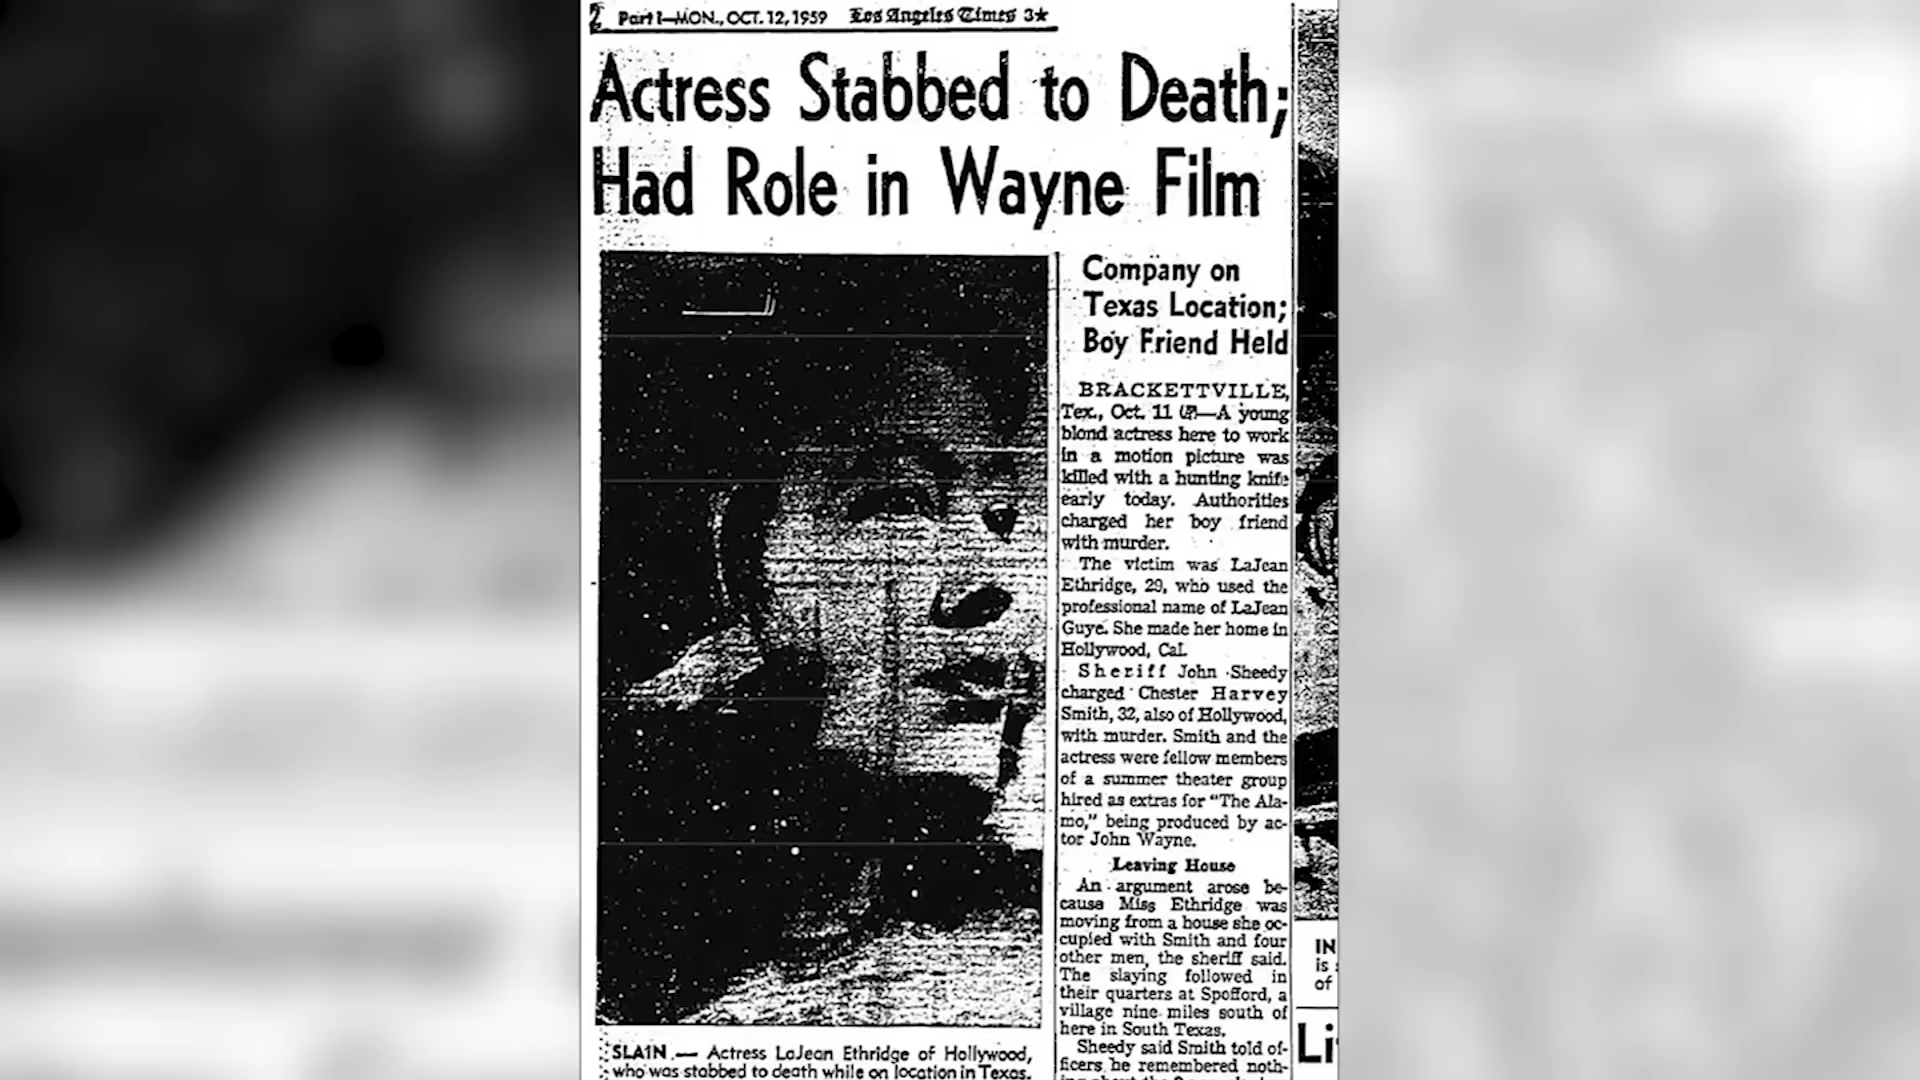 2 Part I—MON., OCT. 12, 1959 Los Angeles Times 3★
Actress Stabbed to Death;
Had Role in Wayne Film
Company on
Texas Location;
Boy Friend Held
BRACKETTVILLE,
Tex., Oct. 11 (AP)—A young
blond actress here to work
in a motion picture was
killed with a hunting knife
early today. Authorities
charged her boy friend
with murder.
The victim was LaJean
Ethridge, 29, who used the
professional name of LaJean
Guye. She made her home in
Hollywood, Cal.
Sheriff John Sheedy
charged Chester Harvey
Smith, 32, also of Hollywood,
with murder. Smith and the
actress were fellow members
of a summer theater group
hired as extras for "The Ala-
mo," being produced by ac-
tor John Wayne.
Leaving House
An argument arose be-
cause Miss Ethridge was
moving from a house she oc-
cupied with Smith and four
other men, the sheriff said.
The slaying followed in
their quarters at Spofford, a
village nine miles south of
here in South Texas.
Sheedy said Smith told of-
ficers he remembered noth-
SLAIN — Actress LaJean Ethridge of Hollywood,
who was stabbed to death while on location in Texas.
IN
is
of
Li